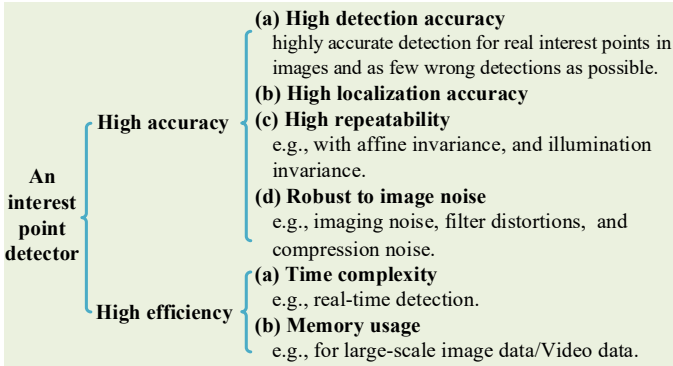 An
interest
point
detector
High accuracy
(a) High detection accuracy
highly accurate detection for real interest points in
images and as few wrong detections as possible.
(b) High localization accuracy
(c) High repeatability
e.g., with affine invariance, and illumination
invariance.
(d) Robust to image noise
e.g., imaging noise, filter distortions, and
compression noise.
High efficiency
(a) Time complexity
e.g., real-time detection.
(b) Memory usage
e.g., for large-scale image data/Video data.